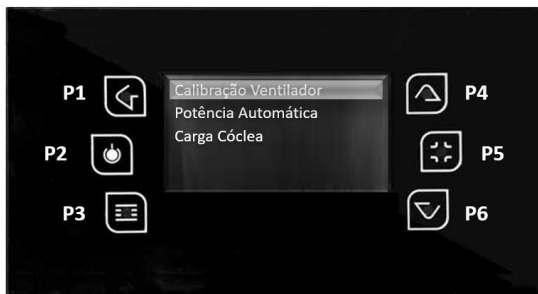 P1
P2
P3
Calibração Ventilador
Potência Automática
Carga Cóclea
P4
P5
P6